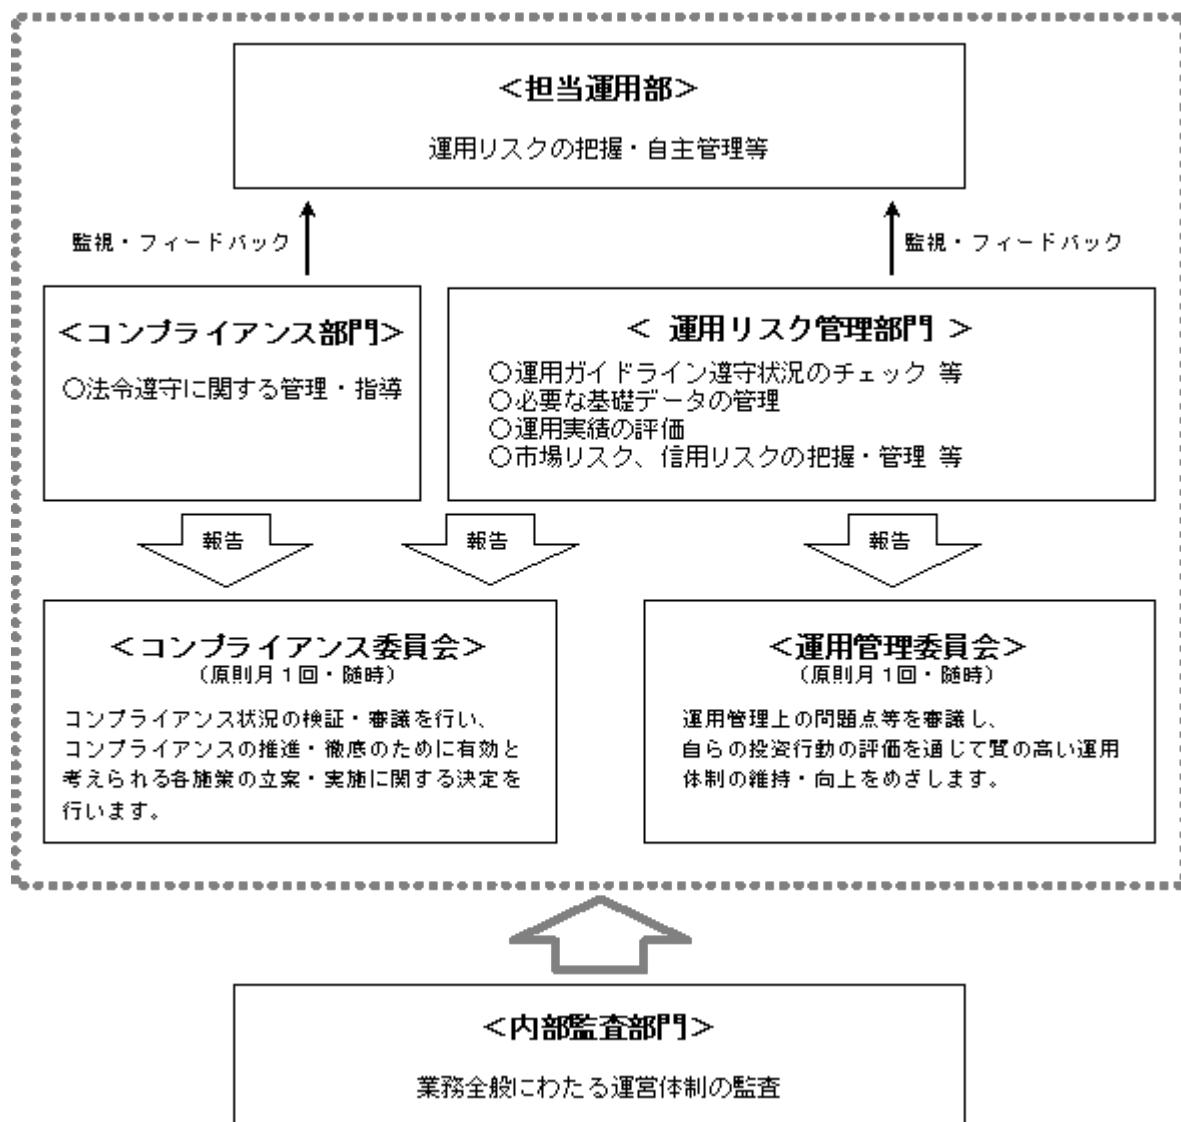 ＜担当運用部＞
運用リスクの把握・自主管理等
監視・フィードバック
監視・フィードバック
＜コンプライアンス部門＞
○法令遵守に関する管理・指導
＜ 運用リスク管理部門 ＞
○運用ガイドライン遵守状況のチェック 等
○必要な基礎データの管理
○運用実績の評価
○市場リスク、信用リスクの把握・管理 等
報告
報告
報告
＜コンプライアンス委員会＞
（原則月１回・随時）
コンプライアンス状況の検証・審議を行い、
コンプライアンスの推進・徹底のために有効と
考えられる各施策の立案・実施に関する決定を
行います。
＜運用管理委員会＞
（原則月１回・随時）
運用管理上の問題点等を審議し、
自らの投資行動の評価を通じて質の高い運用
体制の維持・向上をめざします。
＜内部監査部門＞
業務全般にわたる運営体制の監査